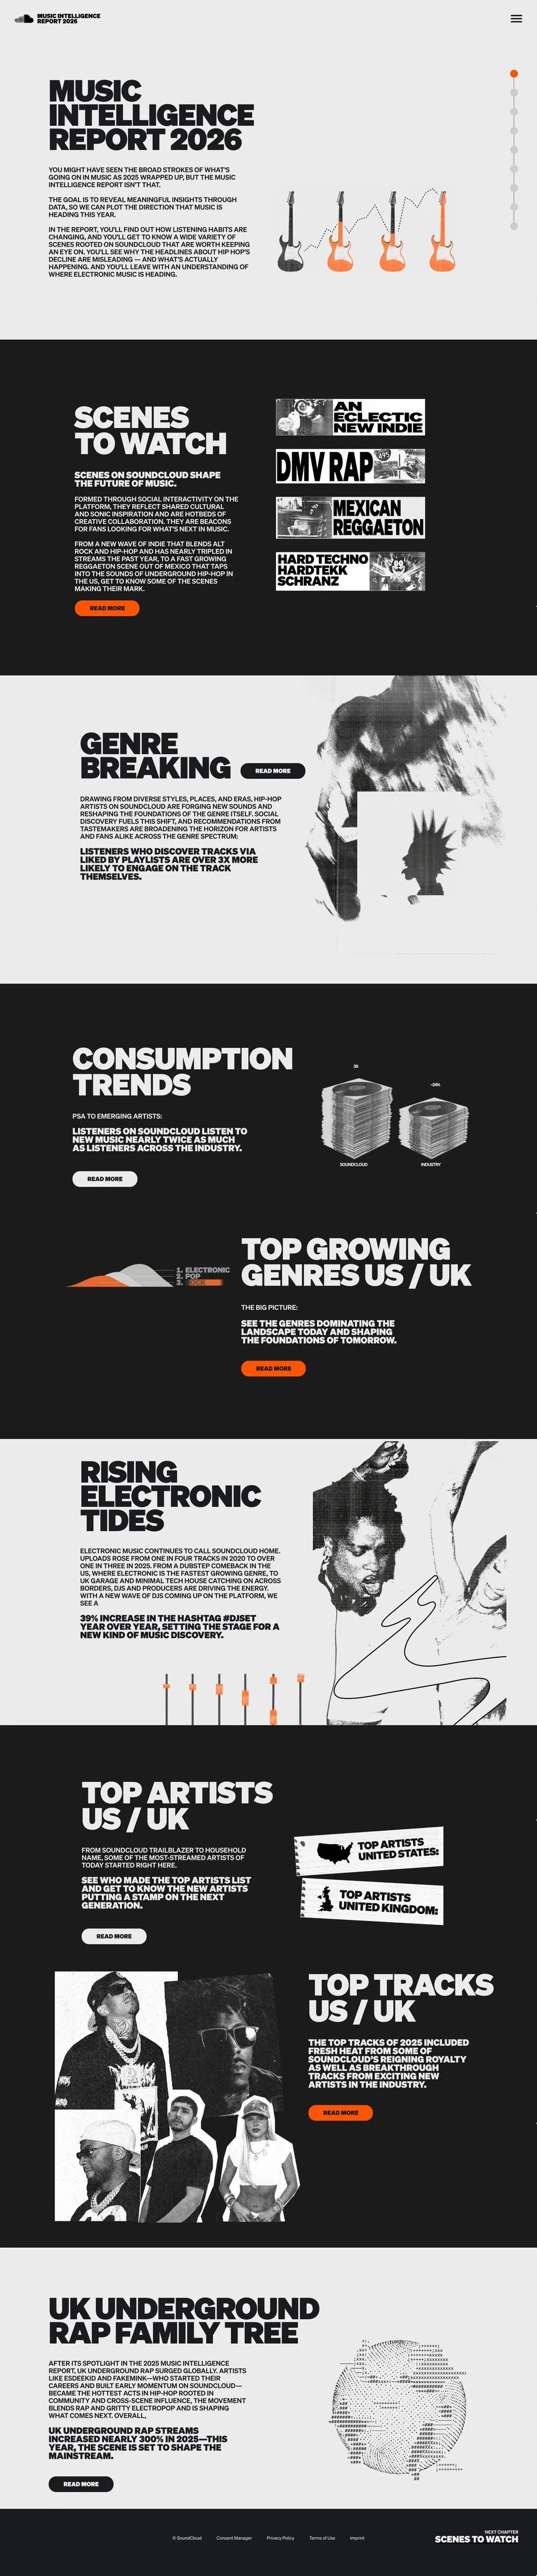 MUSIC INTELLIGENCE
REPORT 2026
MUSIC
INTELLIGENCE
REPORT 2026
YOU MIGHT HAVE SEEN THE BROAD STROKES OF WHAT'S
GOING ON IN MUSIC AS 2025 WRAPPED UP, BUT THE MUSIC
INTELLIGENCE REPORT ISN'T THAT.
THE GOAL IS TO REVEAL MEANINGFUL INSIGHTS THROUGH
DATA, SO WE CAN PLOT THE DIRECTION THAT MUSIC IS
HEADING THIS YEAR.
IN THE REPORT, YOU'LL FIND OUT HOW LISTENING HABITS ARE
CHANGING, AND YOU'LL GET TO KNOW A WIDE VARIETY OF
SCENES ROOTED ON SOUNDCLOUD THAT ARE WORTH KEEPING
AN EYE ON. YOU'LL SEE WHY THE HEADLINES ABOUT HIP HOP'S
DECLINE ARE MISLEADING — AND WHAT'S ACTUALLY
HAPPENING. AND YOU'LL LEAVE WITH AN UNDERSTANDING OF
WHERE ELECTRONIC MUSIC IS HEADING.
SCENES
TO WATCH
SCENES ON SOUNDCLOUD SHAPE
THE FUTURE OF MUSIC.
FORMED THROUGH SOCIAL INTERACTIVITY ON THE
PLATFORM, THEY REFLECT SHARED CULTURAL
AND SONIC INSPIRATION AND ARE HOTBEDS OF
CREATIVE COLLABORATION. THEY ARE BEACONS
FOR FANS LOOKING FOR WHAT'S NEXT IN MUSIC.
FROM A NEW WAVE OF INDIE THAT BLENDS ALT
ROCK AND HIP-HOP AND HAS NEARLY TRIPLED IN
STREAMS THE PAST YEAR, TO A FAST GROWING
REGGAETON SCENE OUT OF MEXICO THAT TAPS
INTO THE SOUNDS OF UNDERGROUND HIP-HOP IN
THE US, GET TO KNOW SOME OF THE SCENES
MAKING THEIR MARK.
READ MORE
AN
ECLECTIC
NEW INDIE
DMV RAP
495
MEXICAN
REGGAETON
HARD TECHNO
HARDTEKK
SCHRANZ
GENRE
BREAKING
READ MORE
DRAWING FROM DIVERSE STYLES, PLACES, AND ERAS, HIP-HOP
ARTISTS ON SOUNDCLOUD ARE FORGING NEW SOUNDS AND
RESHAPING THE FOUNDATIONS OF THE GENRE ITSELF. SOCIAL
DISCOVERY FUELS THIS SHIFT, AND RECOMMENDATIONS FROM
TASTEMAKERS ARE BROADENING THE HORIZON FOR ARTISTS
AND FANS ALIKE ACROSS THE GENRE SPECTRUM:
LISTENERS WHO DISCOVER TRACKS VIA
LIKED BY PLAYLISTS ARE OVER 3X MORE
LIKELY TO ENGAGE ON THE TRACK
THEMSELVES.
CONSUMPTION
TRENDS
PSA TO EMERGING ARTISTS:
LISTENERS ON SOUNDCLOUD LISTEN TO
NEW MUSIC NEARLY TWICE AS MUCH
AS LISTENERS ACROSS THE INDUSTRY.
READ MORE
SOUNDCLOUD
INDUSTRY
1. ELECTRONIC
2. POP
3. ROCK
TOP GROWING
GENRES US / UK
THE BIG PICTURE:
SEE THE GENRES DOMINATING THE
LANDSCAPE TODAY AND SHAPING
THE FOUNDATIONS OF TOMORROW.
READ MORE
RISING
ELECTRONIC
TIDES
ELECTRONIC MUSIC CONTINUES TO CALL SOUNDCLOUD HOME.
UPLOADS ROSE FROM ONE IN FOUR TRACKS IN 2020 TO OVER
ONE IN THREE IN 2025. FROM A DUBSTEP COMEBACK IN THE
US, WHERE ELECTRONIC IS THE FASTEST GROWING GENRE, TO
UK GARAGE AND MINIMAL TECH HOUSE CATCHING ON ACROSS
BORDERS, DJS AND PRODUCERS ARE DRIVING THE ENERGY.
WITH A NEW WAVE OF DJS COMING UP ON THE PLATFORM, WE
SEE A
39% INCREASE IN THE HASHTAG #DJSET
YEAR OVER YEAR, SETTING THE STAGE FOR A
NEW KIND OF MUSIC DISCOVERY.
TOP ARTISTS
US / UK
FROM SOUNDCLOUD TRAILBLAZER TO HOUSEHOLD
NAME, SOME OF THE MOST-STREAMED ARTISTS OF
TODAY STARTED RIGHT HERE.
SEE WHO MADE THE TOP ARTISTS LIST
AND GET TO KNOW THE NEW ARTISTS
PUTTING A STAMP ON THE NEXT
GENERATION.
READ MORE
TOP ARTISTS
UNITED STATES:
TOP ARTISTS
UNITED KINGDOM:
TOP TRACKS
US / UK
THE TOP TRACKS OF 2025 INCLUDED
FRESH HEAT FROM SOME OF
SOUNDCLOUD'S REIGNING ROYALTY
AS WELL AS BREAKTHROUGH
TRACKS FROM EXCITING NEW
ARTISTS IN THE INDUSTRY.
READ MORE
UK UNDERGROUND
RAP FAMILY TREE
AFTER ITS SPOTLIGHT IN THE 2025 MUSIC INTELLIGENCE
REPORT, UK UNDERGROUND RAP SURGED GLOBALLY. ARTISTS
LIKE ESDEEKID AND FAKEMINK—WHO STARTED THEIR
CAREERS AND BUILT EARLY MOMENTUM ON SOUNDCLOUD—
BECAME THE HOTTEST ACTS IN HIP-HOP. ROOTED IN
COMMUNITY AND CROSS-SCENE INFLUENCE, THE MOVEMENT
BLENDS RAP AND GRITTY ELECTROPOP AND IS SHAPING
WHAT COMES NEXT. OVERALL,
UK UNDERGROUND RAP STREAMS
INCREASED NEARLY 300% IN 2025—THIS
YEAR, THE SCENE IS SET TO SHAPE THE
MAINSTREAM.
READ MORE
© SoundCloud
Consent Manager
Privacy Policy
Terms of Use
Imprint
NEXT CHAPTER
SCENES TO WATCH